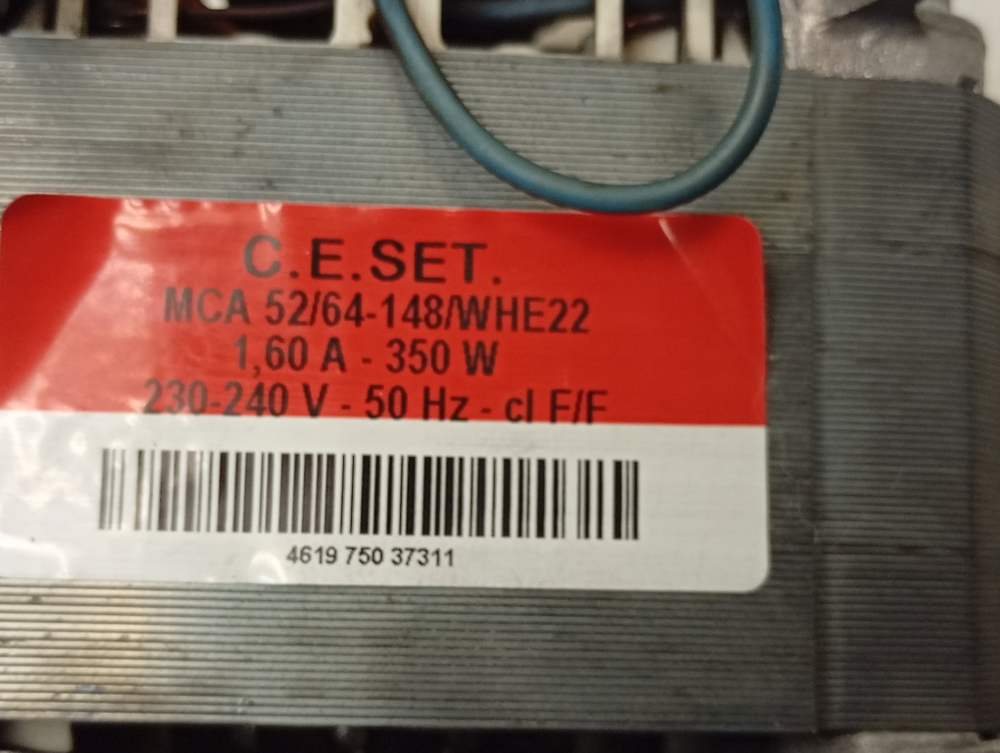 C.E.SET.
MCA 52/64-148/WHE22
1,60 A - 350 W
230-240 V - 50 Hz - cl F/F
4619 750 37311